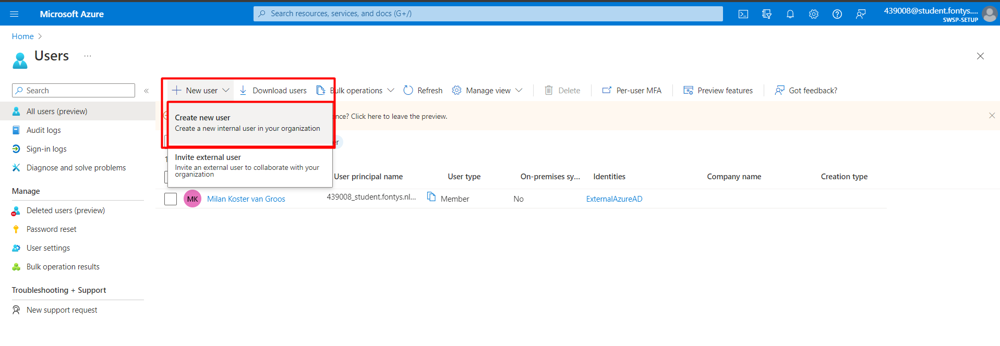 Microsoft Azure
Search resources, services, and docs (G+/)
439008@student.fontys....
SWSP-SETUP
Home
Users
...
Search
«
New user
Download users
Bulk operations
Refresh
Manage view
Delete
Per-user MFA
Preview features
Got feedback?
All users (preview)
Audit logs
Sign-in logs
Diagnose and solve problems
Manage
Deleted users (preview)
Password reset
User settings
Bulk operation results
Troubleshooting + Support
New support request
Create new user
Create a new internal user in your organization
Invite external user
Invite an external user to collaborate with your
organization
? Click here to leave the preview.
User principal name
User type
On-premises sy...
Identities
Company name
Creation type
MK
Milan Koster van Groos
439008_student.fontys.nl...
Member
No
ExternalAzureAD